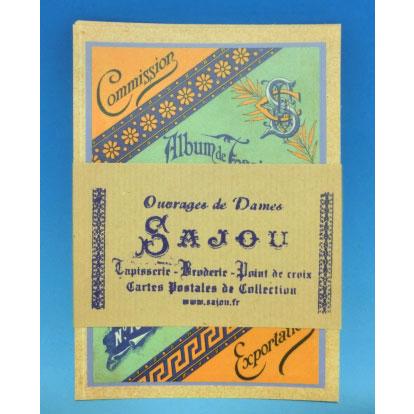 Commission
S
Album de
Ouvrages de Dames
SAJOU
Tapisserie - Broderie - Point de croix
Cartes Postales de Collection
www.sajou.fr
N
Exportation